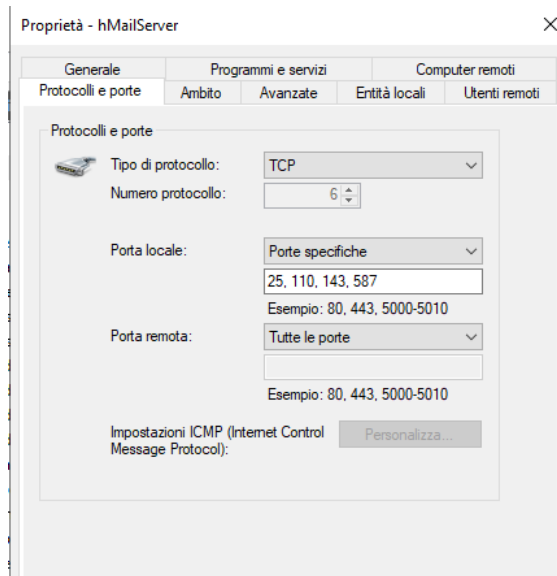 Proprietà - hMailServer
Generale Programmi e servizi Computer remoti
Protocolli e porte Ambito Avanzate Entità locali Utenti remoti
Protocolli e porte
Tipo di protocollo: TCP
Numero protocollo: 6
Porta locale: Porte specifiche
25, 110, 143, 587
Esempio: 80, 443, 5000-5010
Porta remota: Tutte le porte
Esempio: 80, 443, 5000-5010
Impostazioni ICMP (Internet Control Personalizza...
Message Protocol):